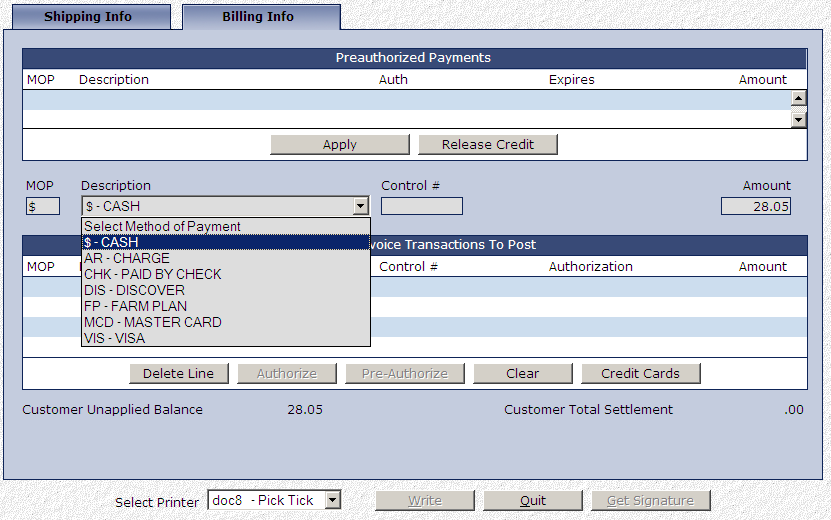 Shipping Info Billing Info
Preauthorized Payments
MOP Description Auth Expires Amount
Apply Release Credit
MOP Description Control # Amount
$ $ - CASH 28.05
Select Method of Payment
$ - CASH
voice Transactions To Post
AR - CHARGE
MOP Control # Authorization Amount
CHK - PAID BY CHECK
DIS - DISCOVER
FP - FARM PLAN
MCD - MASTER CARD
VIS - VISA
Delete Line Authorize Pre-Authorize Clear Credit Cards
Customer Unapplied Balance 28.05 Customer Total Settlement .00
Select Printer doc8 - Pick Tick Write Quit Get Signature